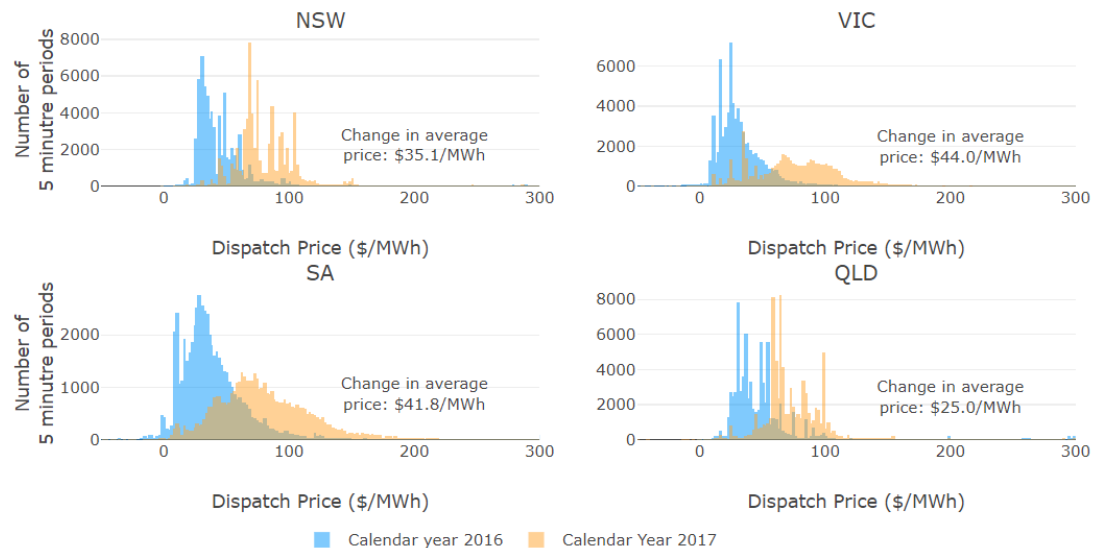 NSW
Number of
5 minutre periods
8000
6000
4000
2000
0
Change in average
price: $35.1/MWh
0
100
200
300
Dispatch Price ($/MWh)
VIC
6000
4000
2000
0
Change in average
price: $44.0/MWh
0
100
200
300
Dispatch Price ($/MWh)
SA
Number of
5 minutre periods
2000
1000
0
Change in average
price: $41.8/MWh
0
100
200
300
Dispatch Price ($/MWh)
QLD
8000
6000
4000
2000
0
Change in average
price: $25.0/MWh
0
100
200
300
Dispatch Price ($/MWh)
Calendar year 2016
Calendar Year 2017